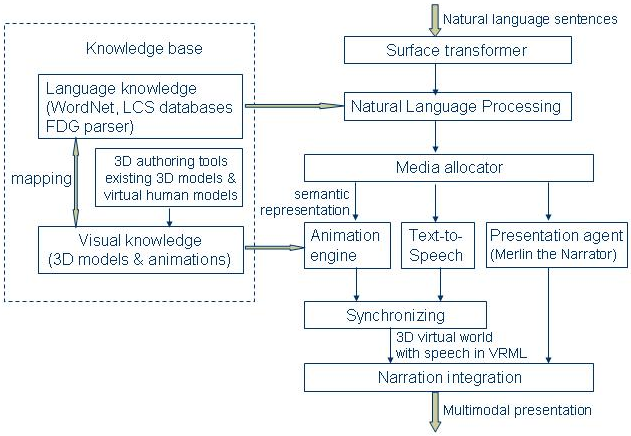 Natural language sentences
Knowledge base
Surface transformer
Language knowledge
(WordNet, LCS databases
FDG parser)
Natural Language Processing
mapping
3D authoring tools
existing 3D models &
virtual human models
Media allocator
semantic
representation
Visual knowledge
(3D models & animations)
Animation
engine
Text-to-
Speech
Presentation agent
(Merlin the Narrator)
Synchronizing
3D virtual world
with speech in VRML
Narration integration
Multimodal presentation